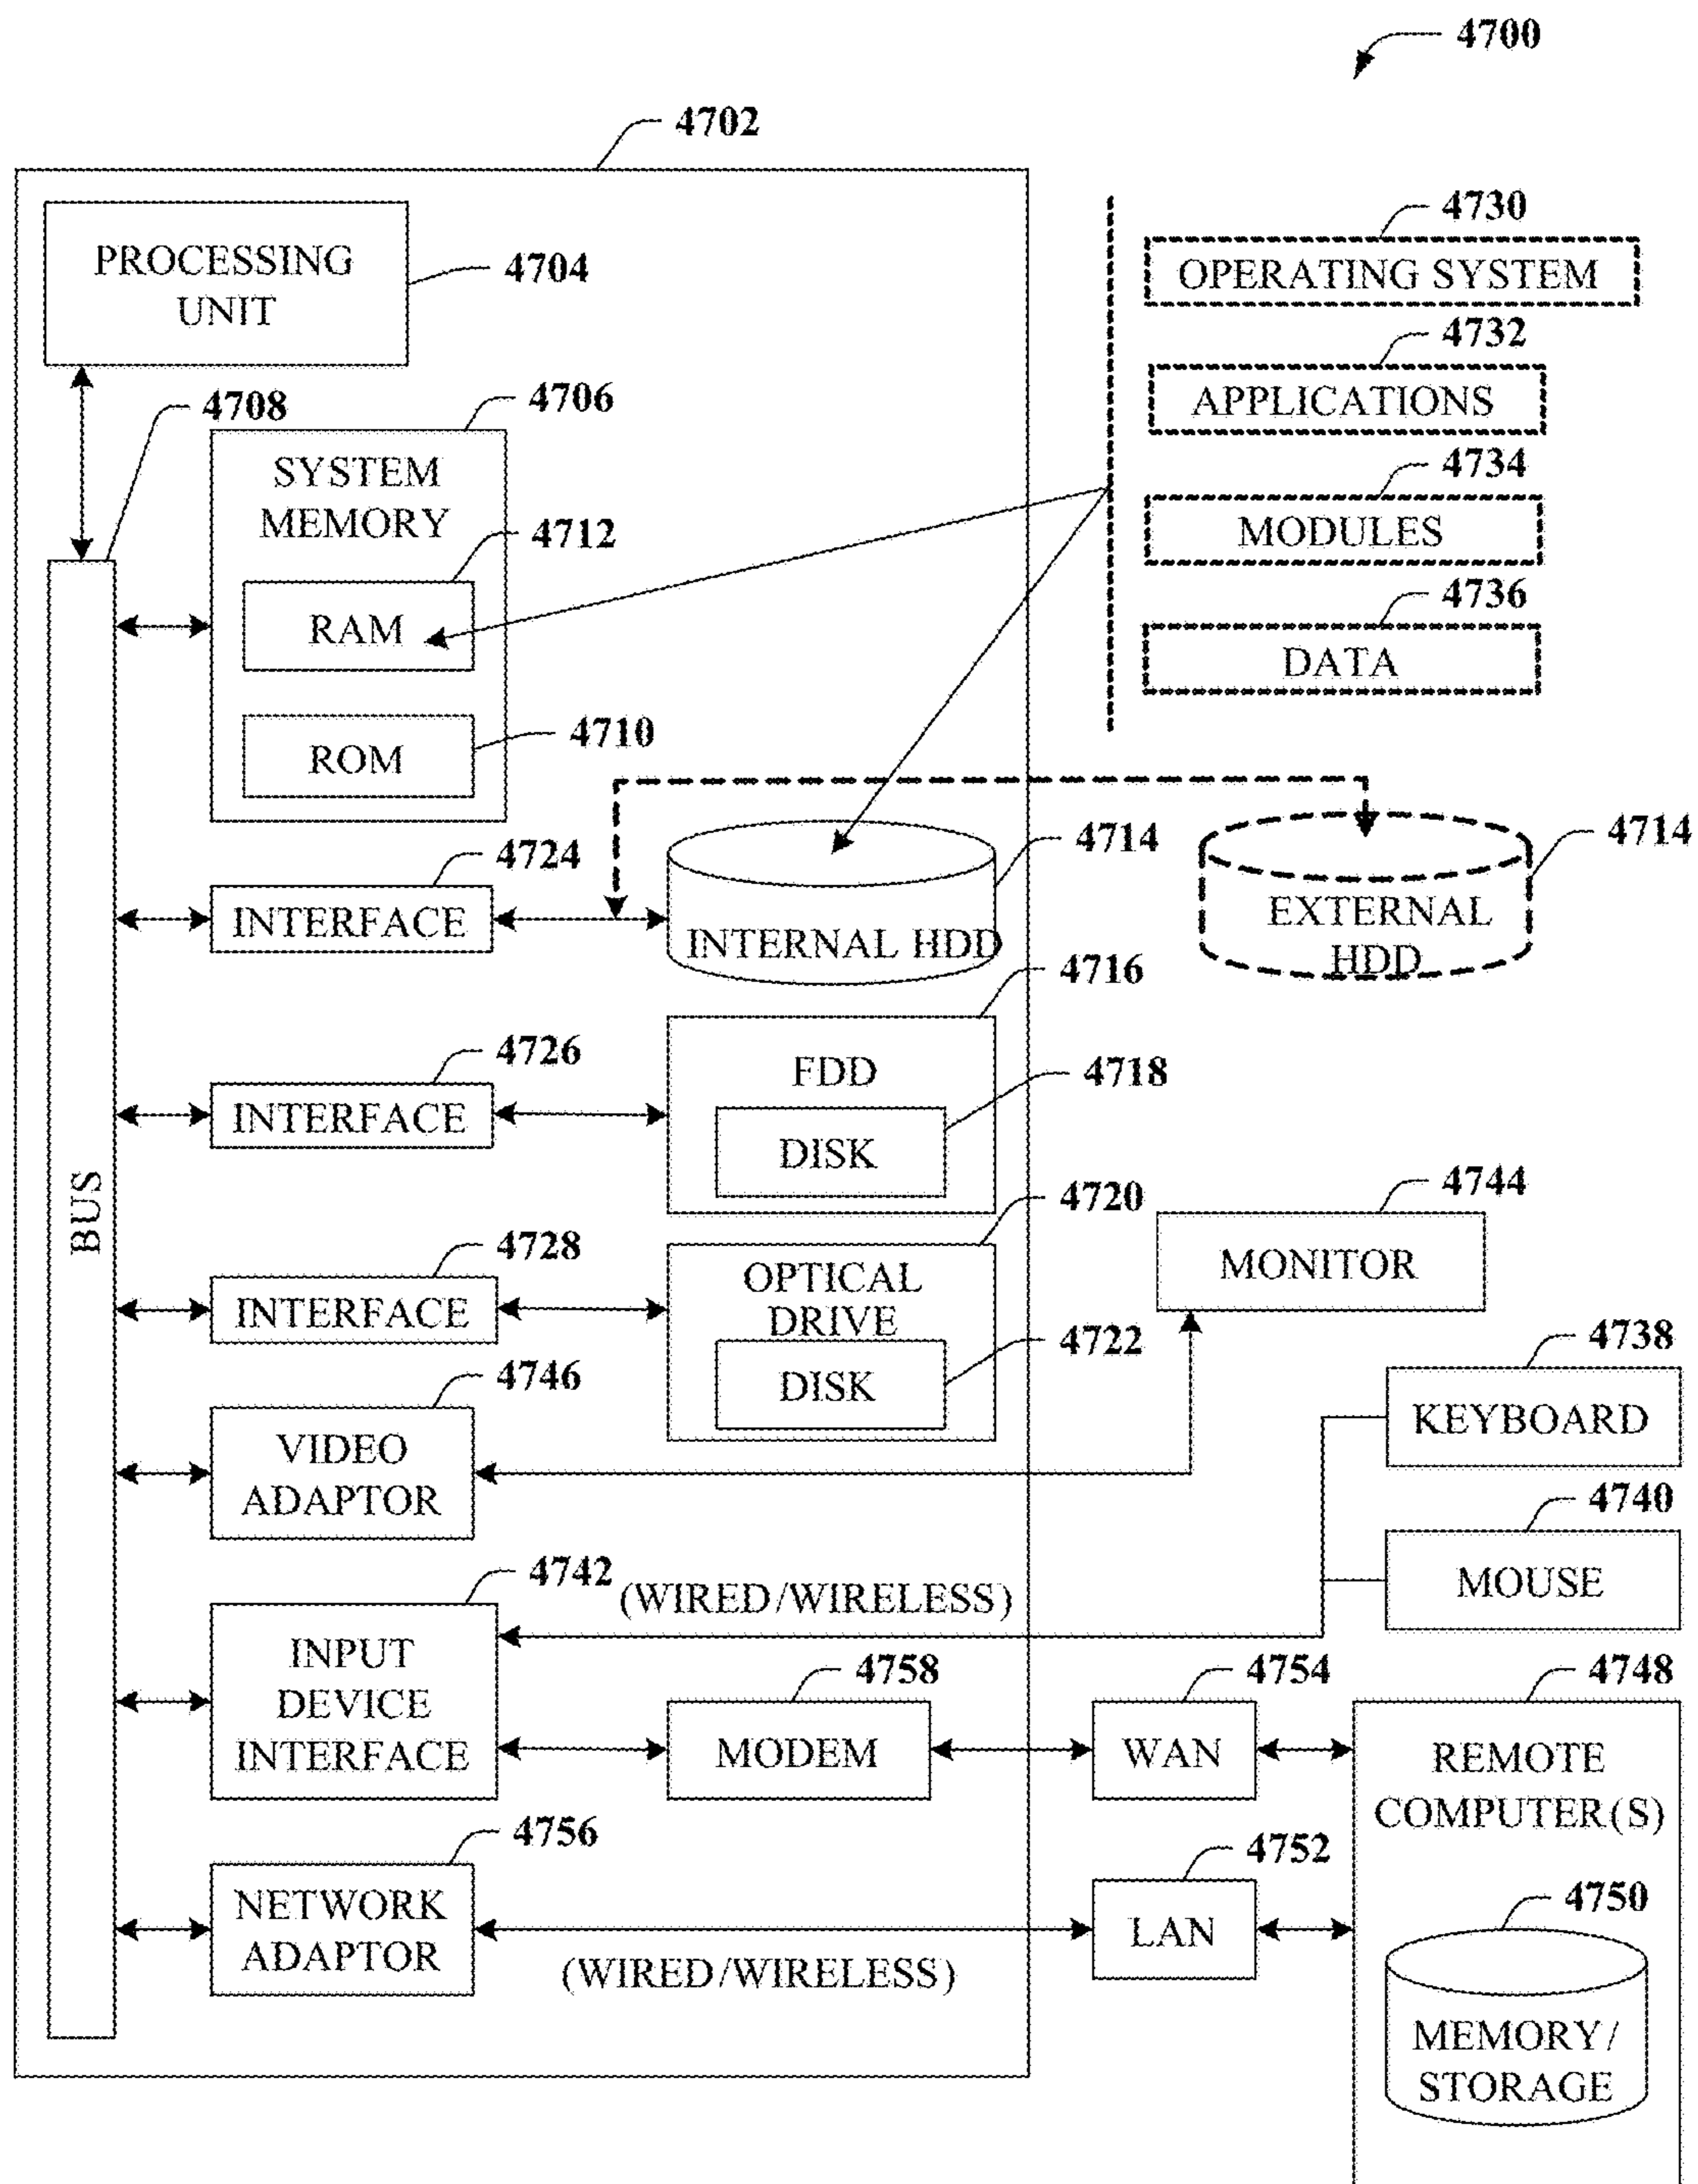 4700
4702
PROCESSING
UNIT
4704
4708
4706
SYSTEM
MEMORY
4712
RAM
4710
ROM
4730
OPERATING SYSTEM
4732
APPLICATIONS
4734
MODULES
4736
DATA
4724
INTERFACE
4714
INTERNAL HDD
4714
EXTERNAL
HDD
4726
INTERFACE
4716
FDD
4718
DISK
BUS
4728
INTERFACE
4720
OPTICAL
DRIVE
4722
DISK
4744
MONITOR
4746
VIDEO
ADAPTOR
4738
KEYBOARD
4740
MOUSE
4742
(WIRED/WIRELESS)
INPUT
DEVICE
INTERFACE
4758
MODEM
4754
WAN
4748
REMOTE
COMPUTER(S)
4756
NETWORK
ADAPTOR
(WIRED/WIRELESS)
4752
LAN
4750
MEMORY/
STORAGE